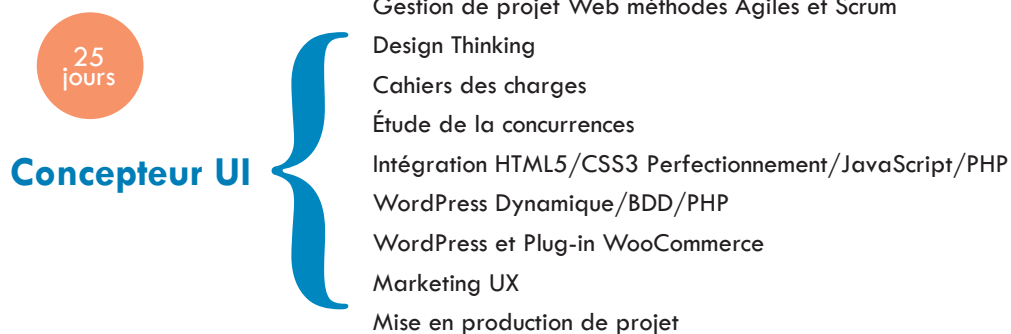 25
jours
Concepteur UI
Gestion de projet Web méthodes Agiles et Scrum
Design Thinking
Cahiers des charges
Étude de la concurrences
Intégration HTML5/CSS3 Perfectionnement/JavaScript/PHP
WordPress Dynamique/BDD/PHP
WordPress et Plug-in WooCommerce
Marketing UX
Mise en production de projet